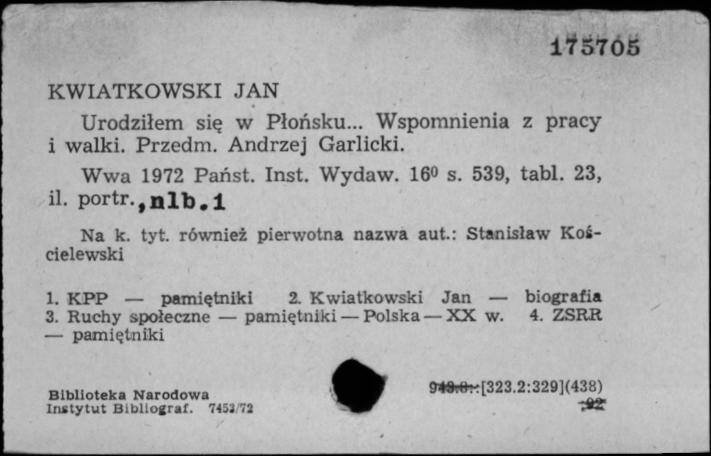 175705
KWIATKOWSKI JAN
Urodziłem się w Płońsku... Wspomnienia z pracy
i walki. Przedm. Andrzej Garlicki.
Wwa 1972 Państ. Inst. Wydaw. 16⁰ s. 539, tabl. 23,
il. portr., nlb. 1
Na k. tyt. również pierwotna nazwa aut.: Stanisław Koś-
cielewski
1. KPP — pamiętniki 2. Kwiatkowski Jan — biografia
3. Ruchy społeczne — pamiętniki — Polska — XX w. 4. ZSRR
— pamiętniki
Biblioteka Narodowa
Instytut Bibliograf. 7453/72
[323.2:329](438)